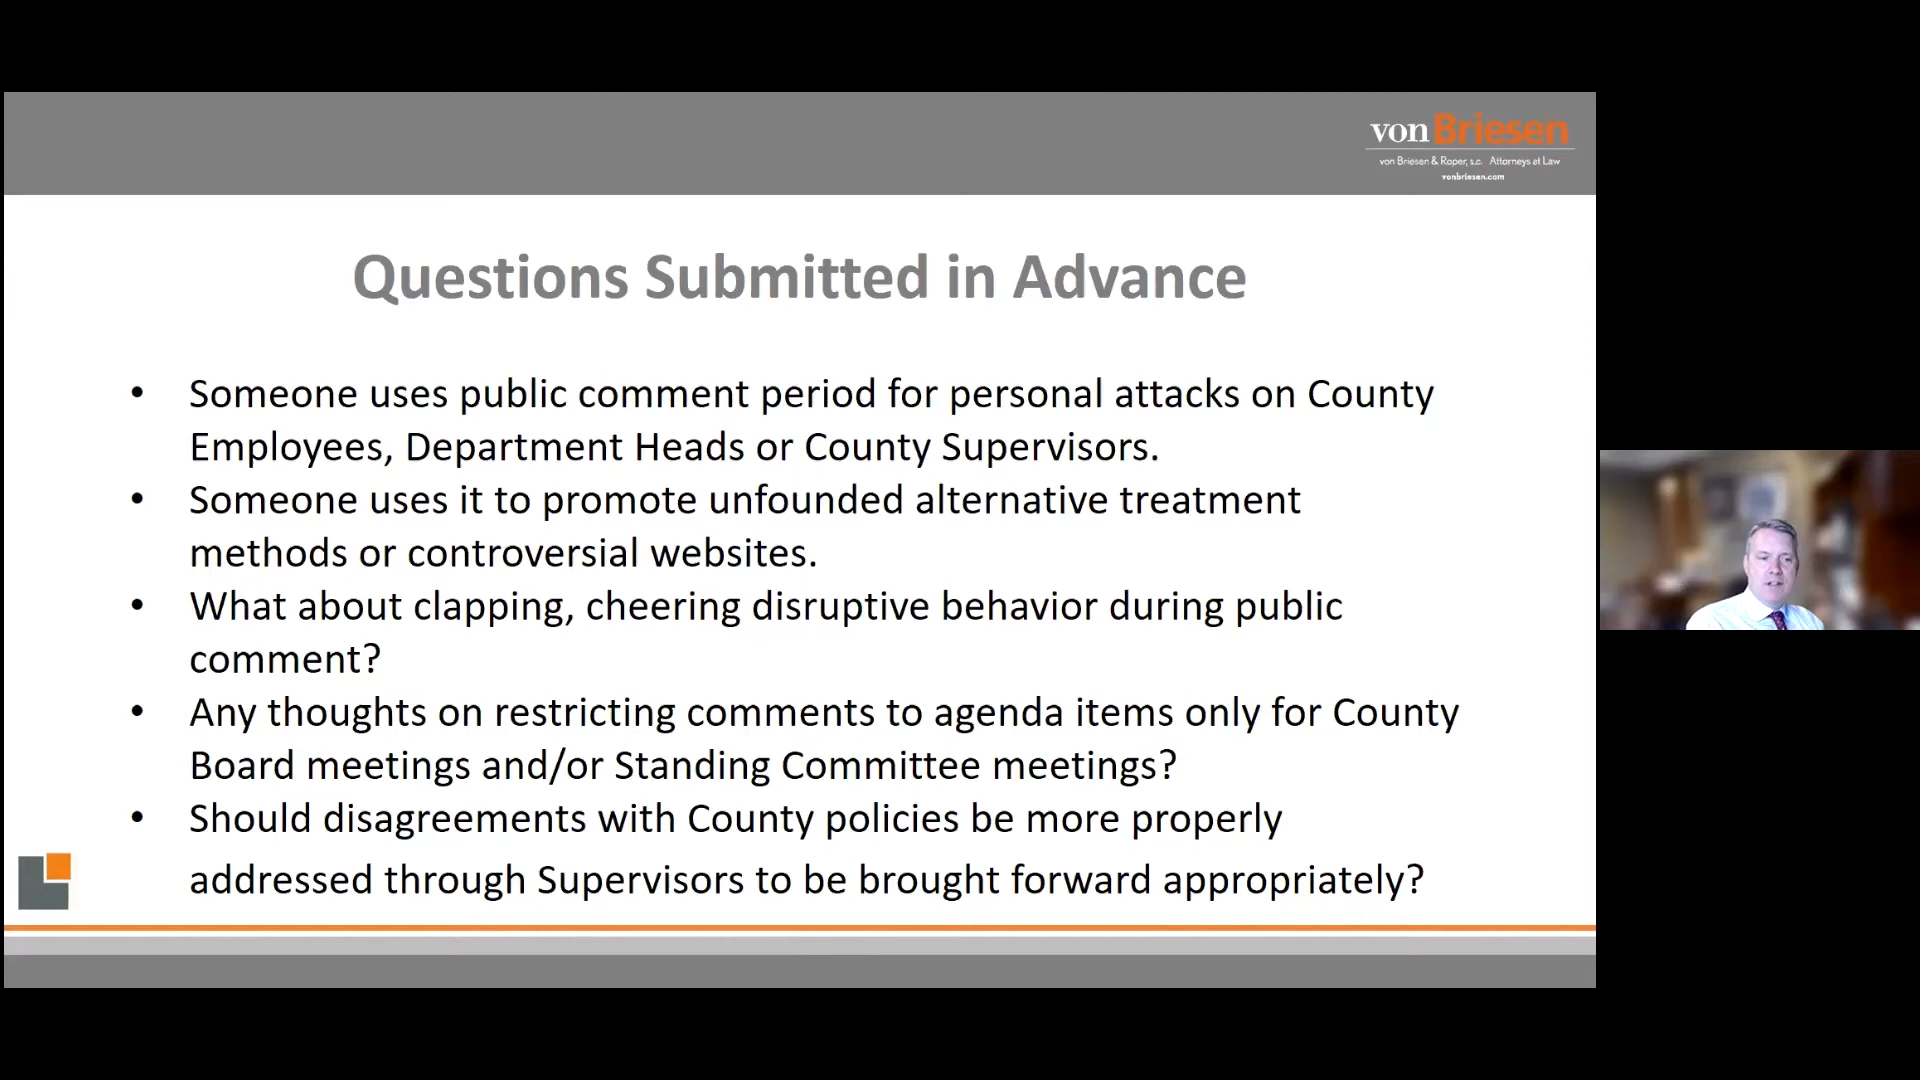 von Briesen
von Briesen & Roper, s.c. Attorneys at Law
vonbriesen.com
Questions Submitted in Advance
• Someone uses public comment period for personal attacks on County
Employees, Department Heads or County Supervisors.
• Someone uses it to promote unfounded alternative treatment
methods or controversial websites.
• What about clapping, cheering disruptive behavior during public
comment?
• Any thoughts on restricting comments to agenda items only for County
Board meetings and/or Standing Committee meetings?
• Should disagreements with County policies be more properly
addressed through Supervisors to be brought forward appropriately?